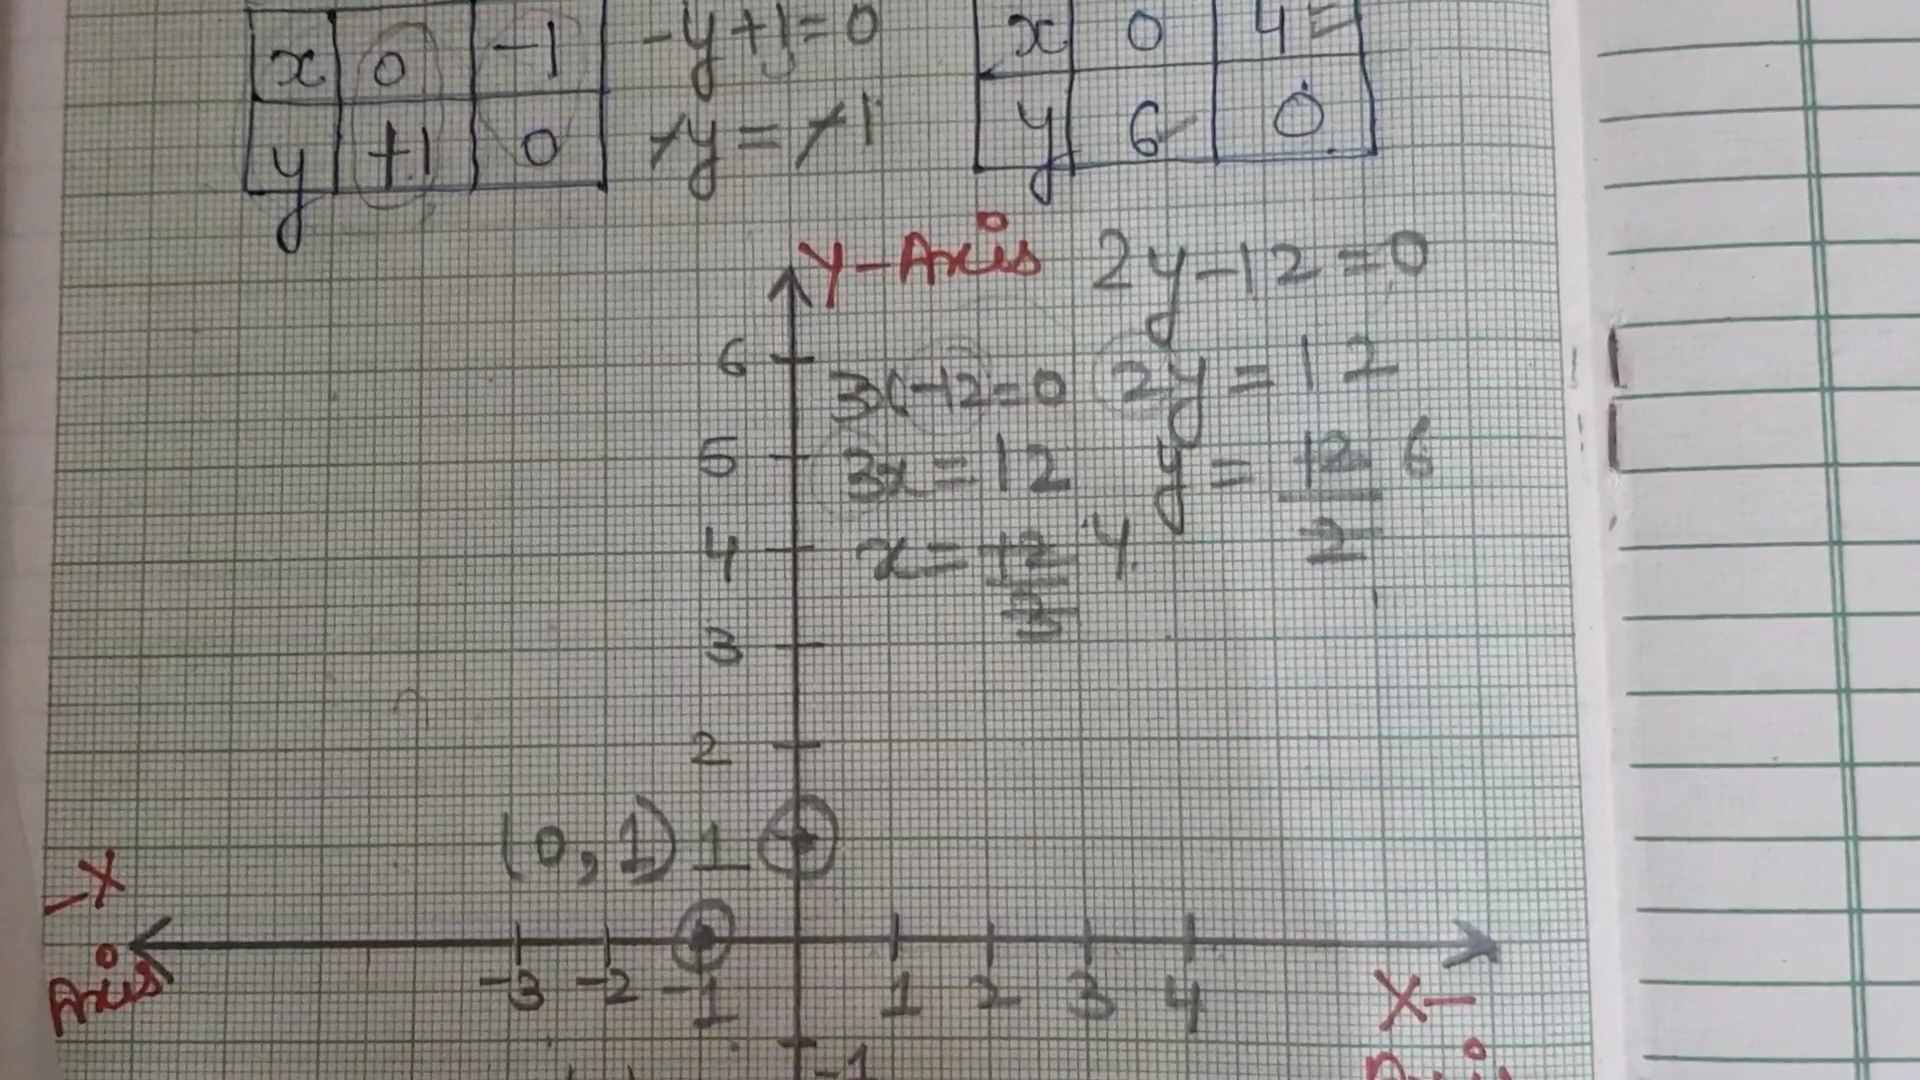 x 0 -1
y +1 0
-y+1=0
-y=-1
x 0 4
y 6 0
Y-Axis
2y-12=0
6
3x-12=0
2y=12
5
3x=12
y=12 6
2
4
x=12 4
3
3
2
(0,1) 1
-X
Axis
-3 -2 -1 1 2 3 4
X-
-1